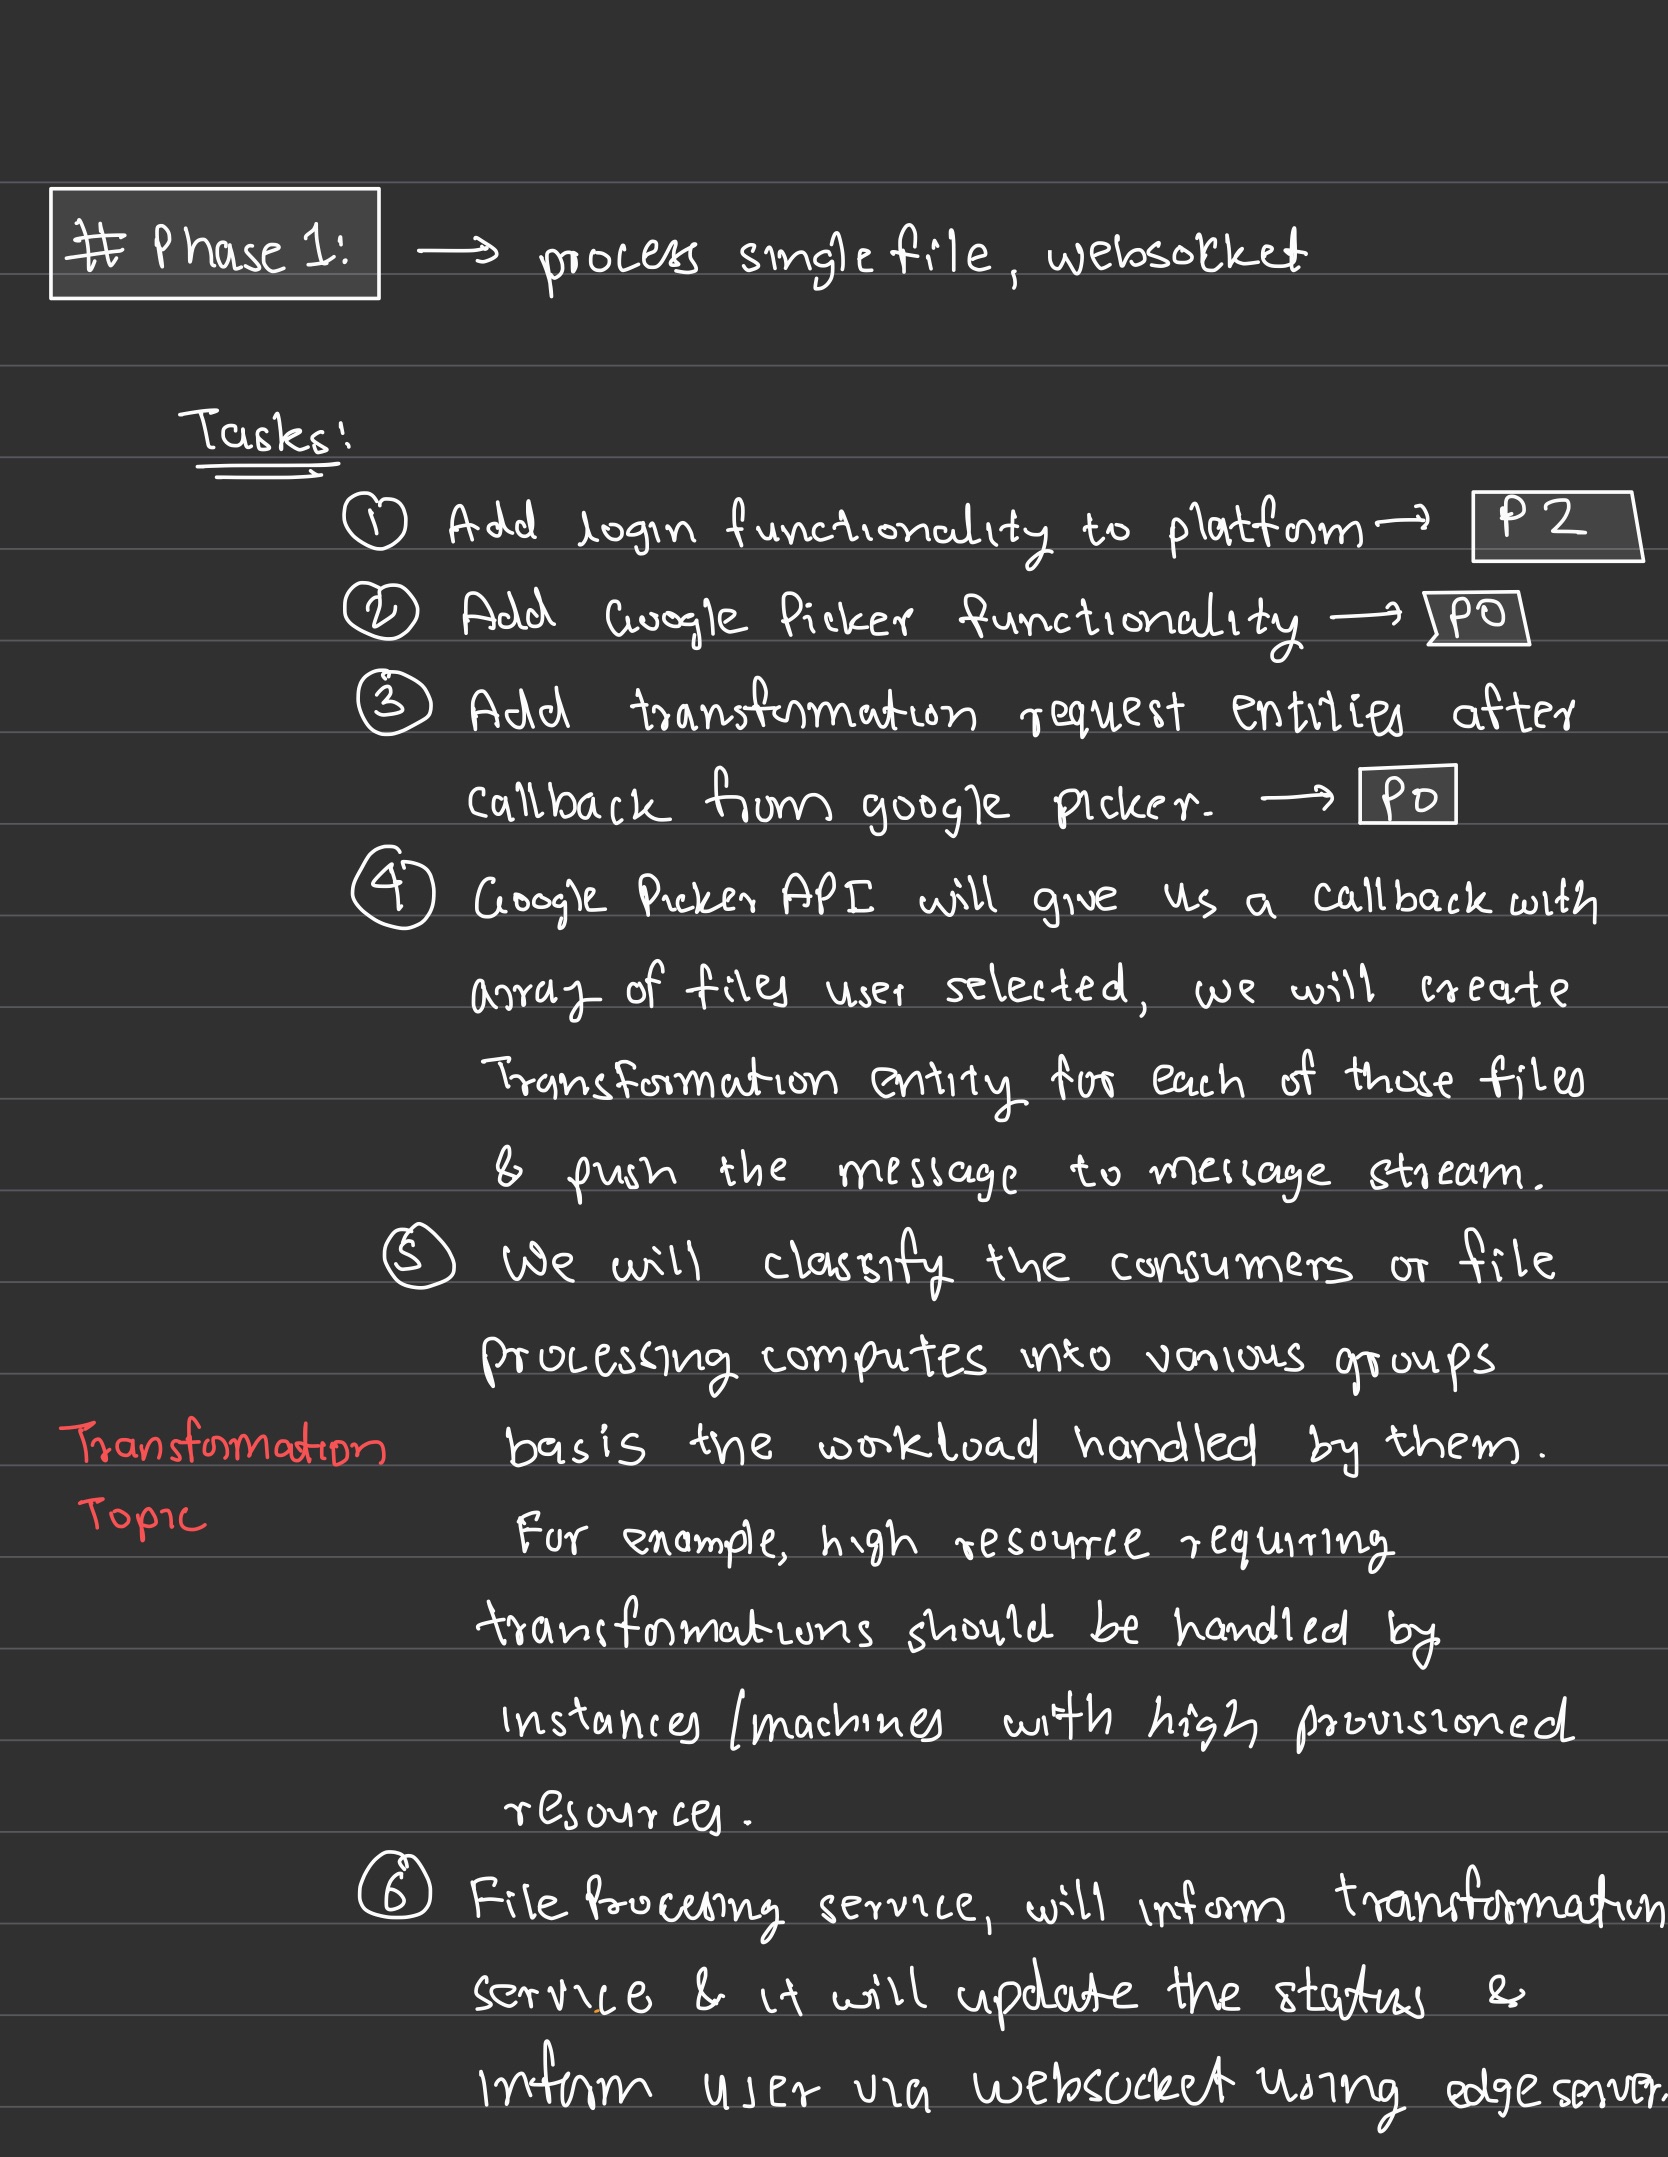 # Phase 1: → process single file, websocket
Tasks:
① Add login functionality to platform → P2
② Add Google Picker functionality → P0
③ Add transformation request entities after
callback from google picker. → P0
④ Google Picker API will give us a callback with
array of files user selected, we will create
Transformation entity for each of those files
& push the message to message stream.
⑤ We will classify the consumers or file
processing computes into various groups
Transformation basis the workload handled by them.
Topic
For example, high resource requiring
transformations should be handled by
instances / machines with high provisioned
resources.
⑥ File Processing service, will inform transformation
service & it will update the status &
inform user via websocket using edge server.